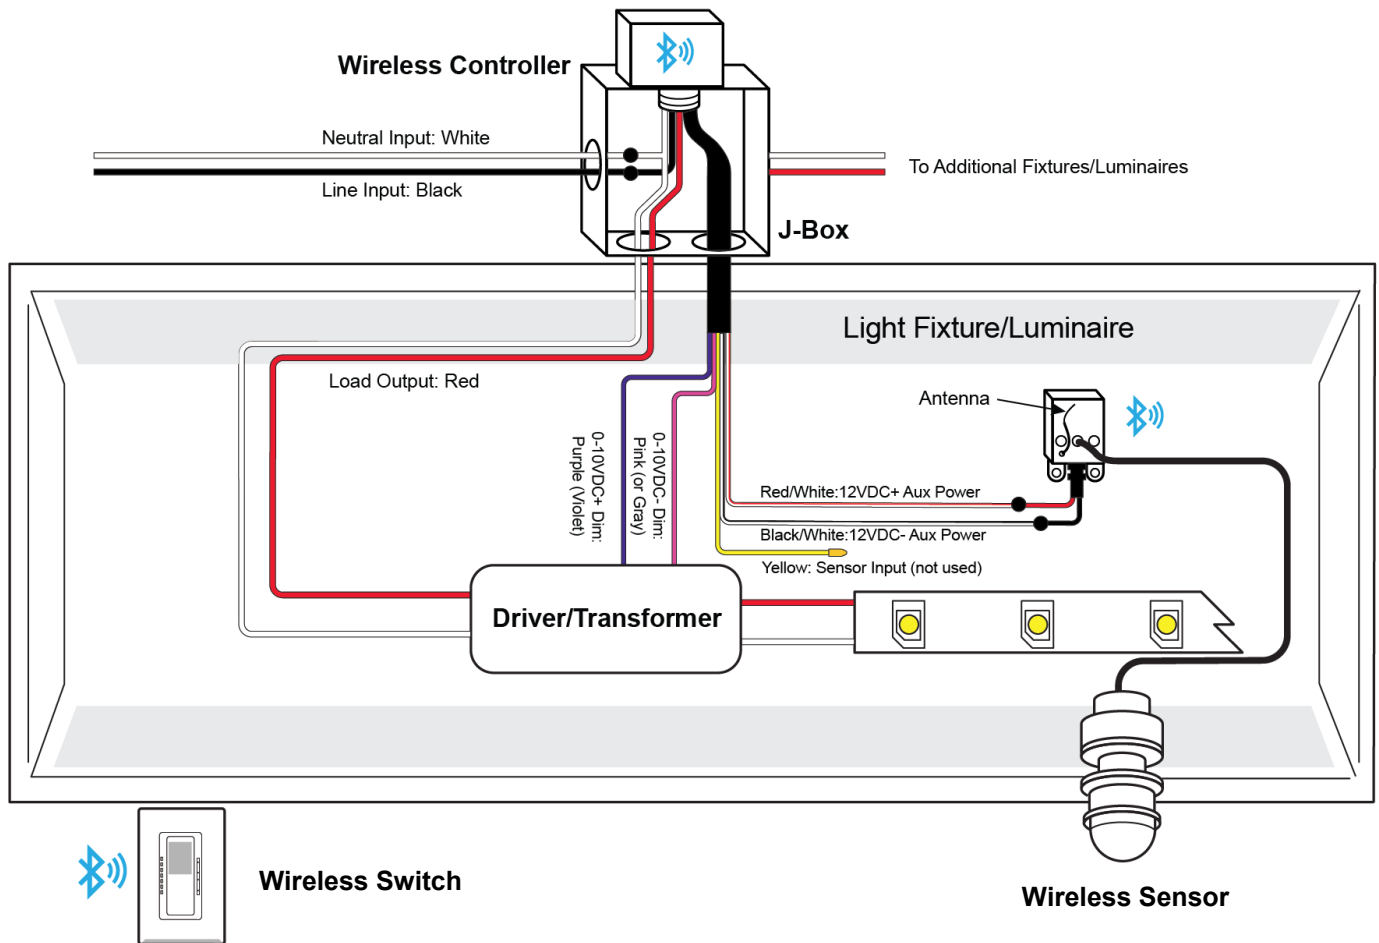 Wireless Controller
Neutral Input: White
Line Input: Black
To Additional Fixtures/Luminaires
J-Box
Light Fixture/Luminaire
Load Output: Red
Antenna
0-10VDC+ Dim:
Purple (Violet)
0-10VDC- Dim:
Pink (or Gray)
Red/White:12VDC+ Aux Power
Black/White:12VDC- Aux Power
Yellow: Sensor Input (not used)
Driver/Transformer
Wireless Switch
Wireless Sensor